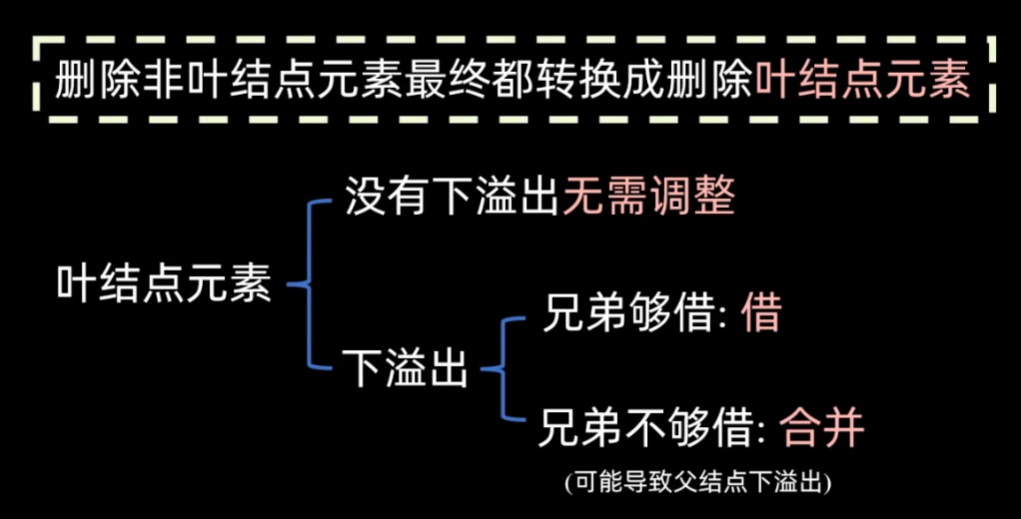 删除非叶结点元素最终都转换成删除叶结点元素
没有下溢出无需调整
叶结点元素
兄弟够借: 借
下溢出
兄弟不够借: 合并
(可能导致父结点下溢出)